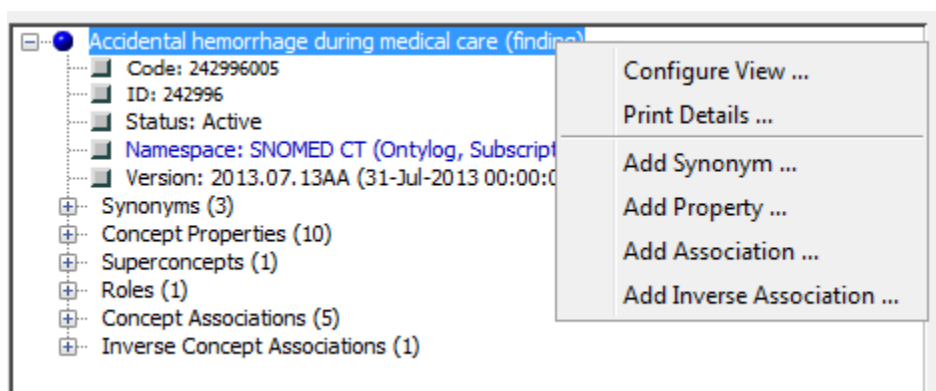 Accidental hemorrhage during medical care (finding)
Code: 242996005
ID: 242996
Status: Active
Namespace: SNOMED CT (Ontylog, Subscript
Version: 2013.07.13AA (31-Jul-2013 00:00:0
Synonyms (3)
Concept Properties (10)
Superconcepts (1)
Roles (1)
Concept Associations (5)
Inverse Concept Associations (1)
Configure View ...
Print Details ...
Add Synonym ...
Add Property ...
Add Association ...
Add Inverse Association ...